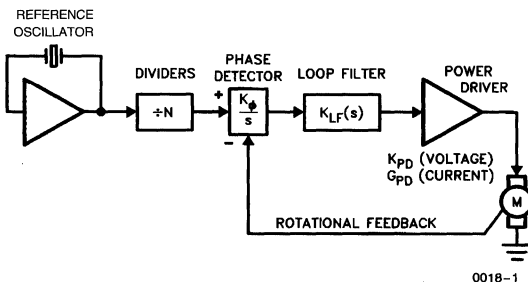 REFERENCE
OSCILLATOR
DIVIDERS
÷N
PHASE
DETECTOR
+
Kϕ
s
−
LOOP FILTER
KLF(s)
POWER
DRIVER
KPD (VOLTAGE)
GPD (CURRENT)
M
ROTATIONAL FEEDBACK
0018-1